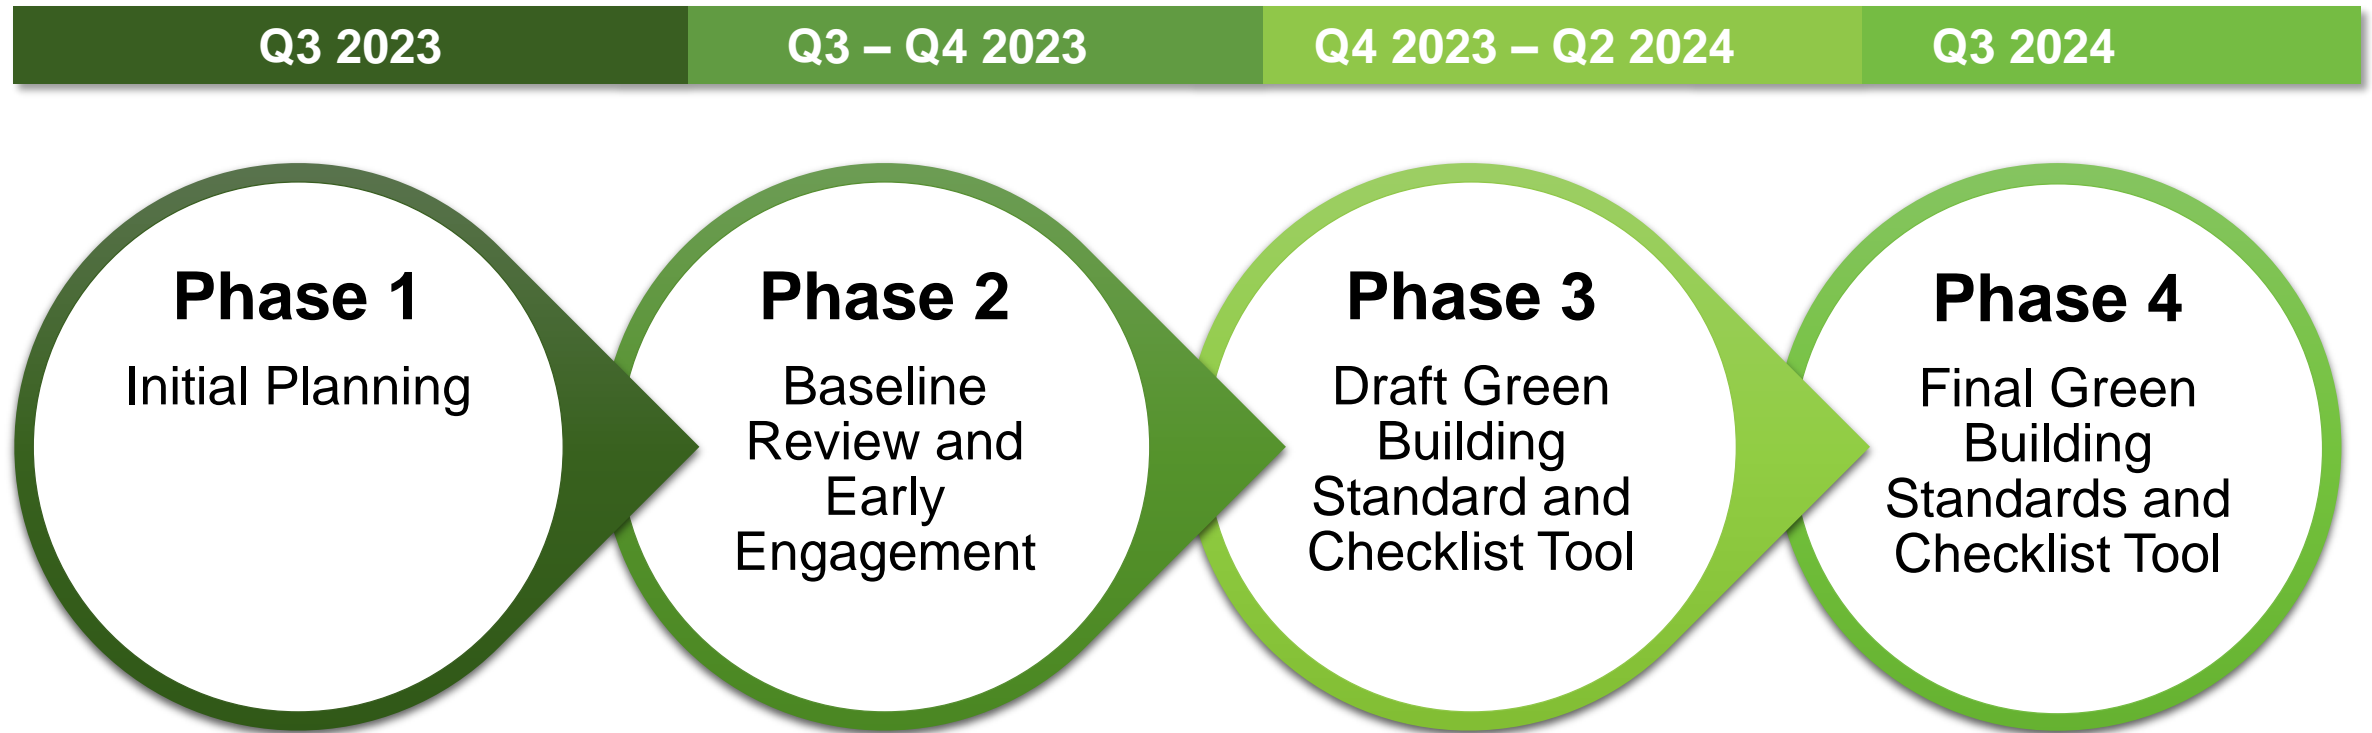 Q3 2023
Q3 – Q4 2023
Q4 2023 – Q2 2024
Q3 2024
Phase 1
Initial Planning
Phase 2
Baseline
Review and
Early
Engagement
Phase 3
Draft Green
Building
Standard and
Checklist Tool
Phase 4
Final Green
Building
Standards and
Checklist Tool